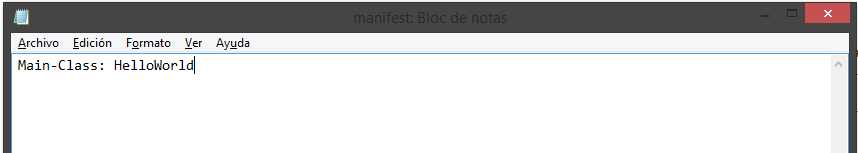 manifest: Bloc de notas
Archivo Edición Formato Ver Ayuda
Main-Class: HelloWorld